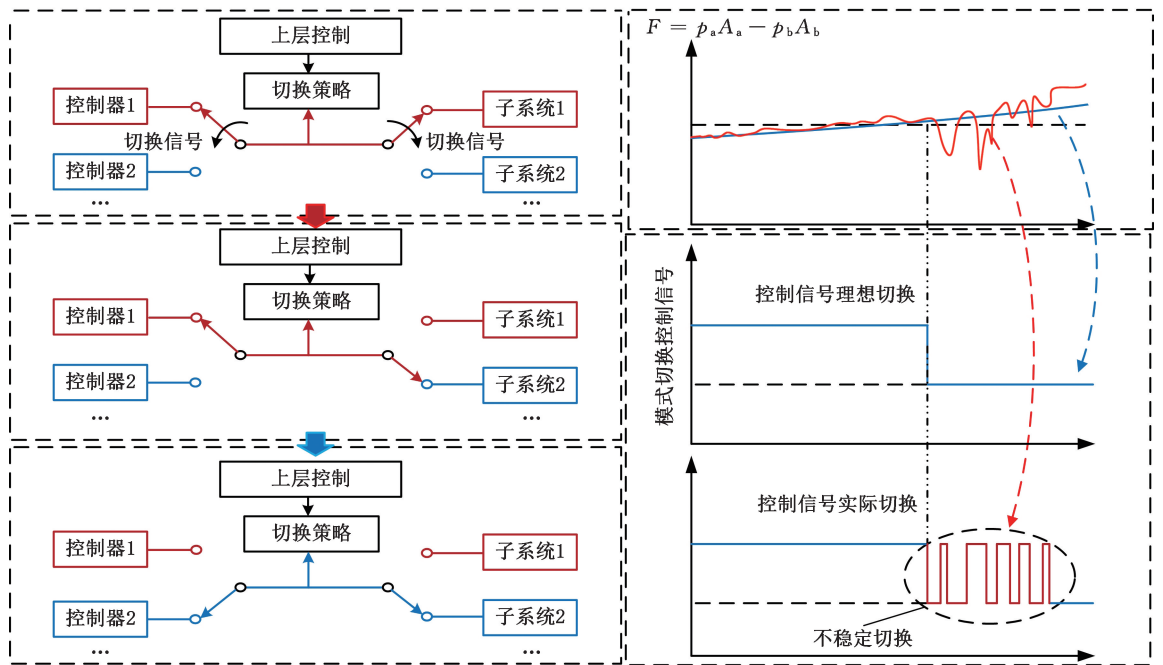 上层控制
切换策略
控制器1
子系统1
切换信号
切换信号
控制器2
子系统2
...
...
上层控制
切换策略
控制器1
子系统1
控制器2
子系统2
...
...
上层控制
切换策略
控制器1
子系统1
控制器2
子系统2
...
...
F = pₐAₐ − p_bA_b
模式切换控制信号
控制信号理想切换
控制信号实际切换
不稳定切换